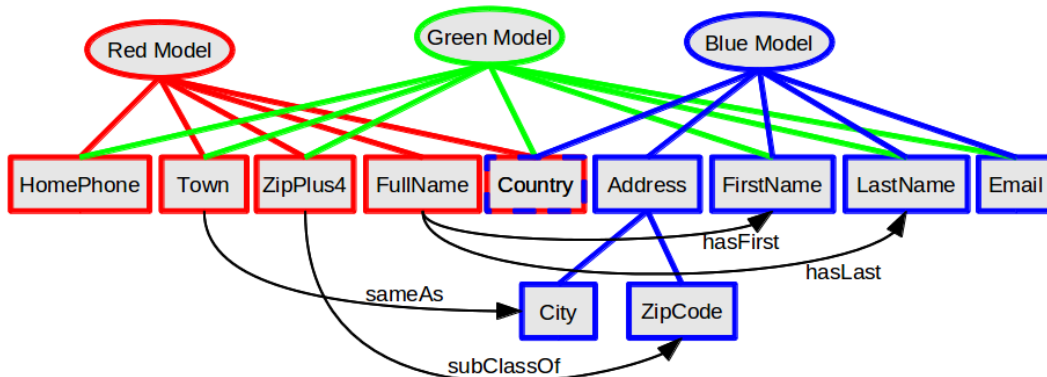 Red Model
Green Model
Blue Model
HomePhone
Town
ZipPlus4
FullName
Country
Address
FirstName
LastName
Email
hasFirst
hasLast
sameAs
City
ZipCode
subClassOf